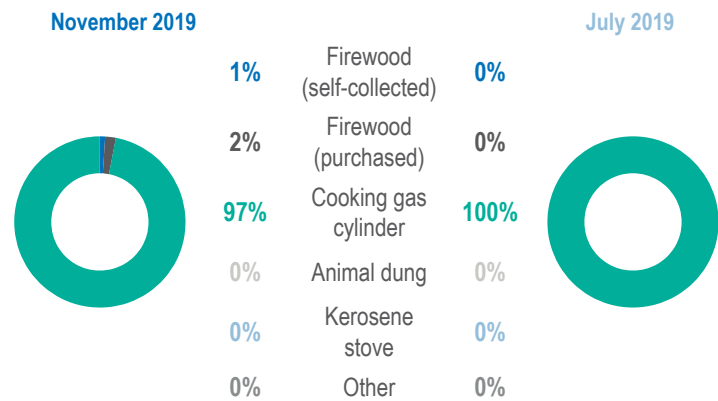 November 2019
July 2019
1%
Firewood
(self-collected)
0%
2%
Firewood
(purchased)
0%
97%
Cooking gas
cylinder
100%
0%
Animal dung
0%
0%
Kerosene
stove
0%
0%
Other
0%